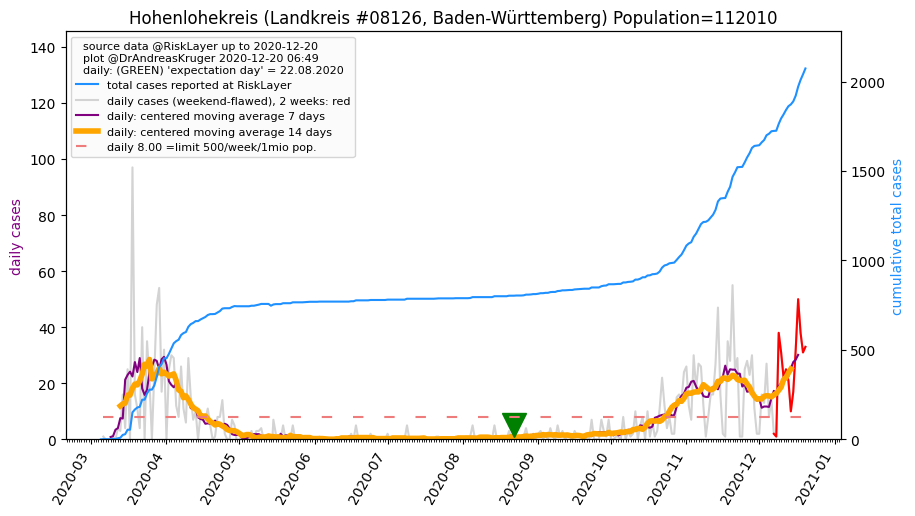 Hohenlohekreis (Landkreis #08126, Baden-Württemberg) Population=112010
source data @RiskLayer up to 2020-12-20
plot @DrAndreasKruger 2020-12-20 06:49
daily: (GREEN) 'expectation day' = 22.08.2020
total cases reported at RiskLayer
daily cases (weekend-flawed), 2 weeks: red
daily: centered moving average 7 days
daily: centered moving average 14 days
daily 8.00 =limit 500/week/1mio pop.
daily cases
140
120
100
80
60
40
20
0
cumulative total cases
2000
1500
1000
500
0
2020-03
2020-04
2020-05
2020-06
2020-07
2020-08
2020-09
2020-10
2020-11
2020-12
2021-01